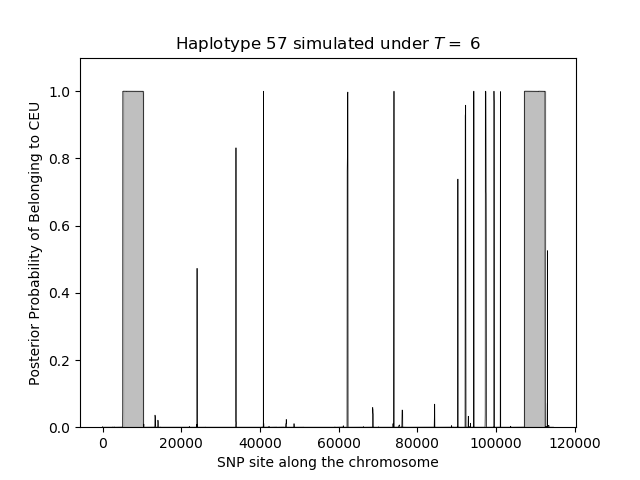 Haplotype 57 simulated under T = 6
Posterior Probability of Belonging to CEU
1.0
0.8
0.6
0.4
0.2
0.0
0 20000 40000 60000 80000 100000 120000
SNP site along the chromosome